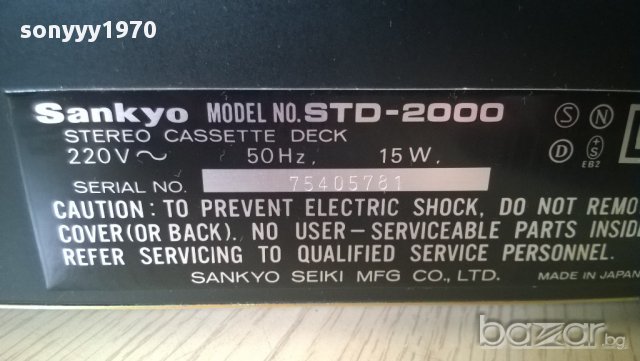 sonyyy1970
Sankyo MODEL NO. STD-2000
STEREO CASSETTE DECK
220V∼ 50Hz, 15W,
SERIAL NO. 75405781
CAUTION: TO PREVENT ELECTRIC SHOCK, DO NOT REMO
COVER (OR BACK). NO USER-SERVICEABLE PARTS INSID
REFER SERVICING TO QUALIFIED SERVICE PERSONNEL.
SANKYO SEIKI MFG CO., LTD. MADE IN JAPAN
S N
D S
EB2
bazar.bg